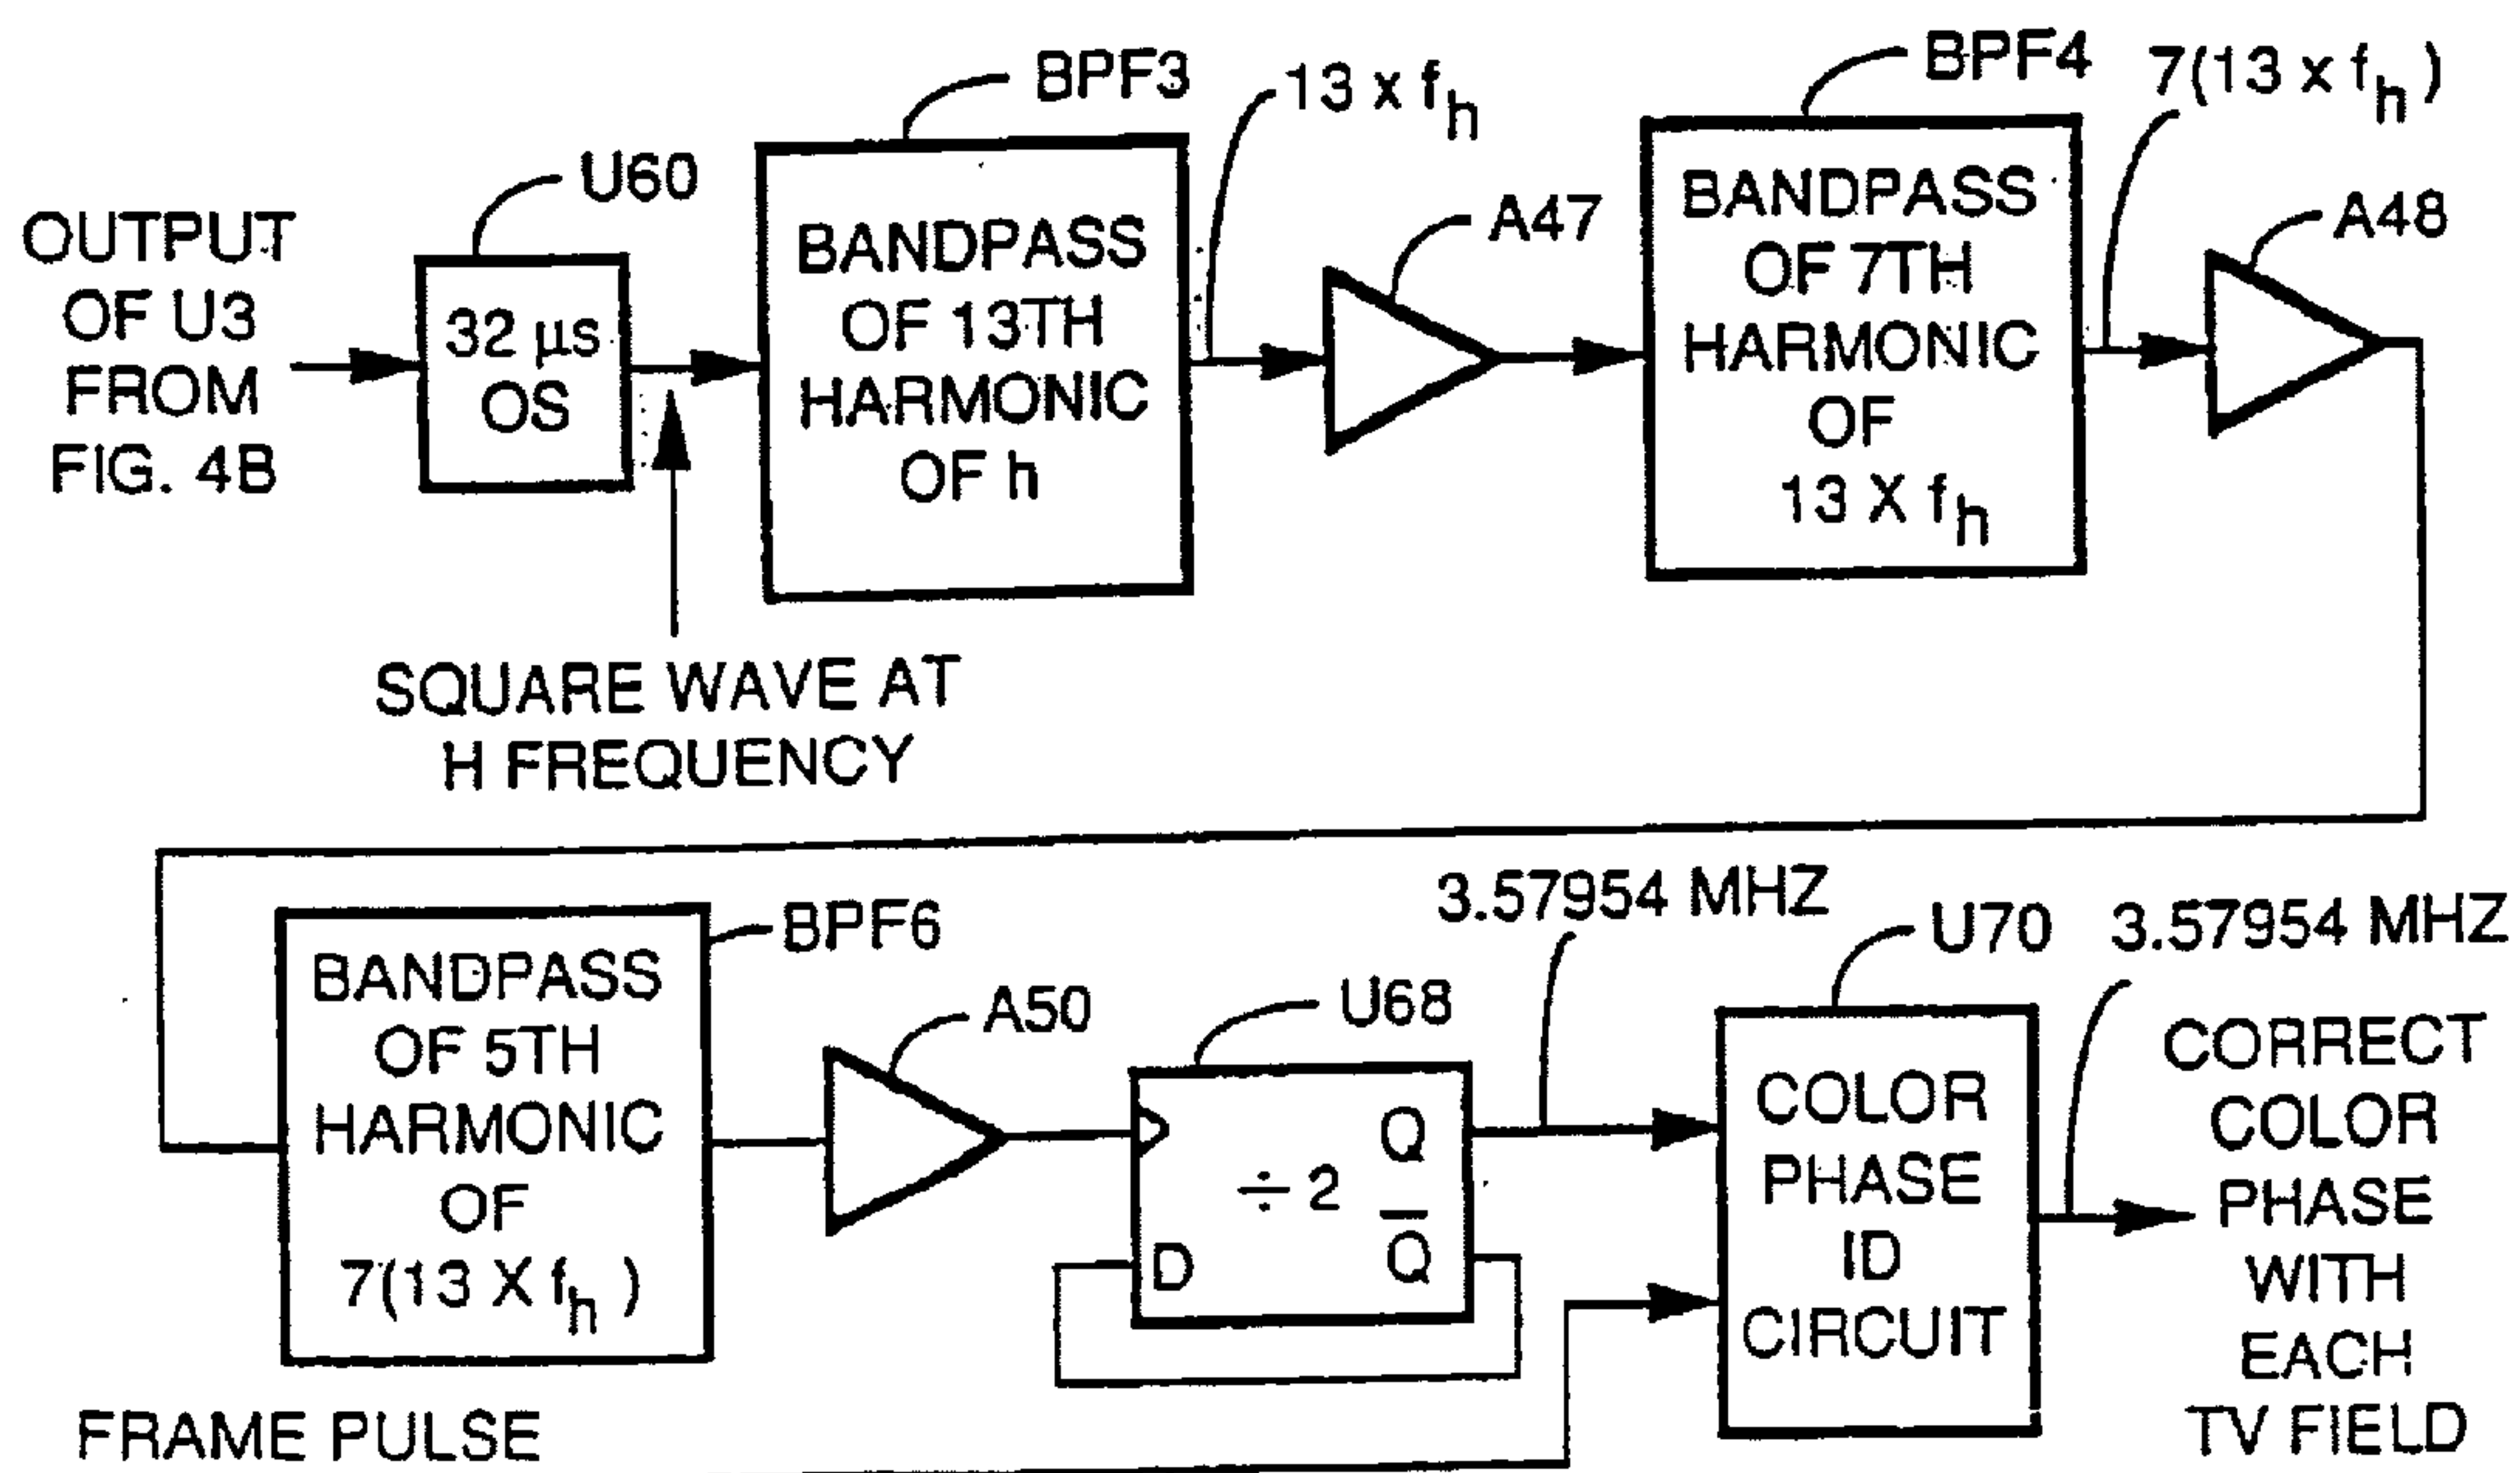 OUTPUT
OF U3
FROM
FIG. 4B
U60
32 µs
OS
SQUARE WAVE AT
H FREQUENCY
BPF3
BANDPASS
OF 13TH
HARMONIC
OF h
13 x fh
A47
BPF4
BANDPASS
OF 7TH
HARMONIC
OF
13 X fh
7(13 x fh )
A48
BPF6
BANDPASS
OF 5TH
HARMONIC
OF
7(13 X fh )
A50
U68
Q
÷ 2
D
Q̅
3.57954 MHZ
U70
COLOR
PHASE
ID
CIRCUIT
3.57954 MHZ
CORRECT
COLOR
PHASE
WITH
EACH
TV FIELD
FRAME PULSE